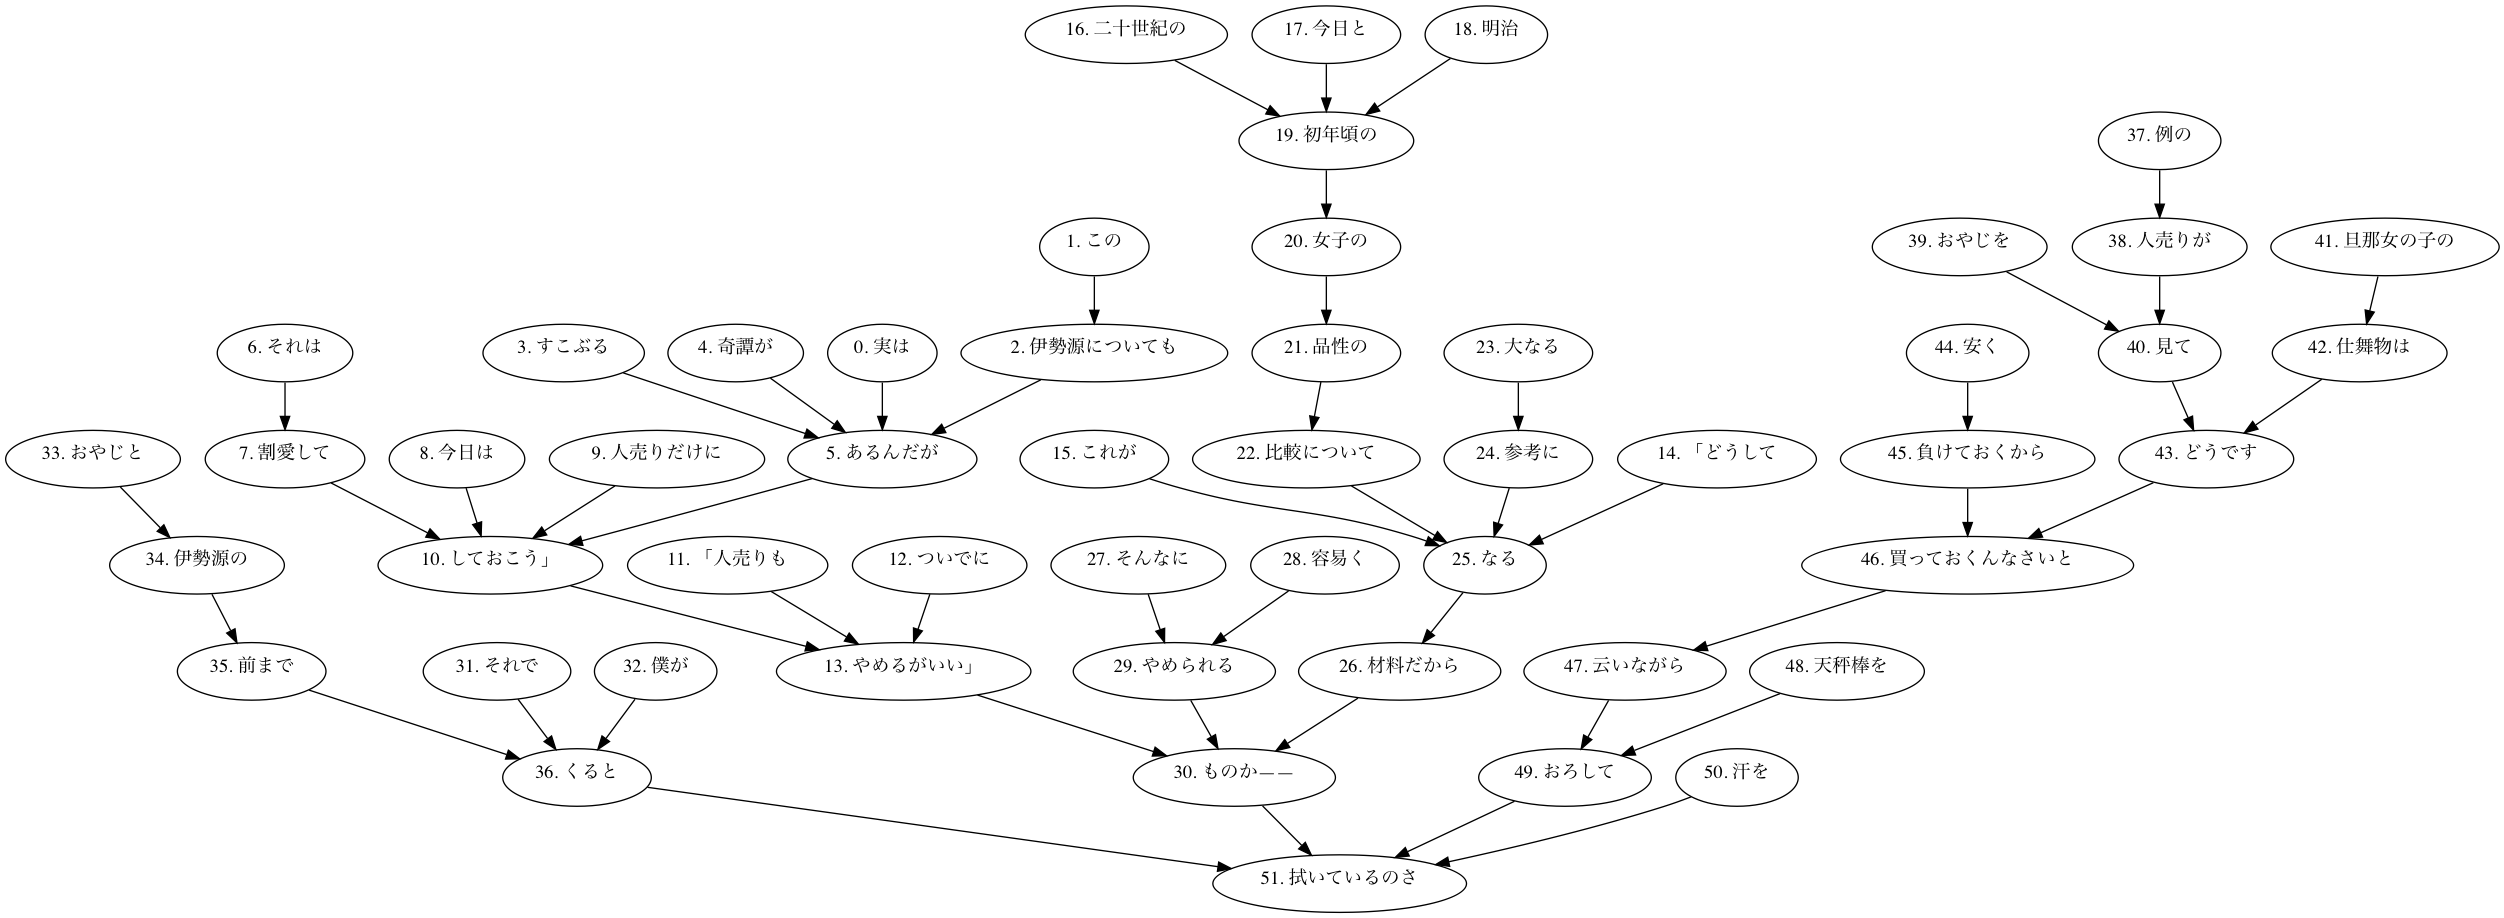 16. 二十世紀の
17. 今日と
18. 明治
19. 初年頃の
37. 例の
1. この
20. 女子の
39. おやじを
38. 人売りが
41. 旦那女の子の
6. それは
3. すこぶる
4. 奇譚が
0. 実は
2. 伊勢源についても
21. 品性の
23. 大なる
44. 安く
40. 見て
42. 仕舞物は
33. おやじと
7. 割愛して
8. 今日は
9. 人売りだけに
5. あるんだが
15. これが
22. 比較について
24. 参考に
14. 「どうして
45. 負けておくから
43. どうです
34. 伊勢源の
10. しておこう」
11. 「人売りも
12. ついでに
27. そんなに
28. 容易く
25. なる
46. 買っておくんなさいと
35. 前まで
31. それで
32. 僕が
13. やめるがいい」
29. やめられる
26. 材料だから
47. 云いながら
48. 天秤棒を
36. くると
30. ものか——
49. おろして
50. 汗を
51. 拭いているのさ